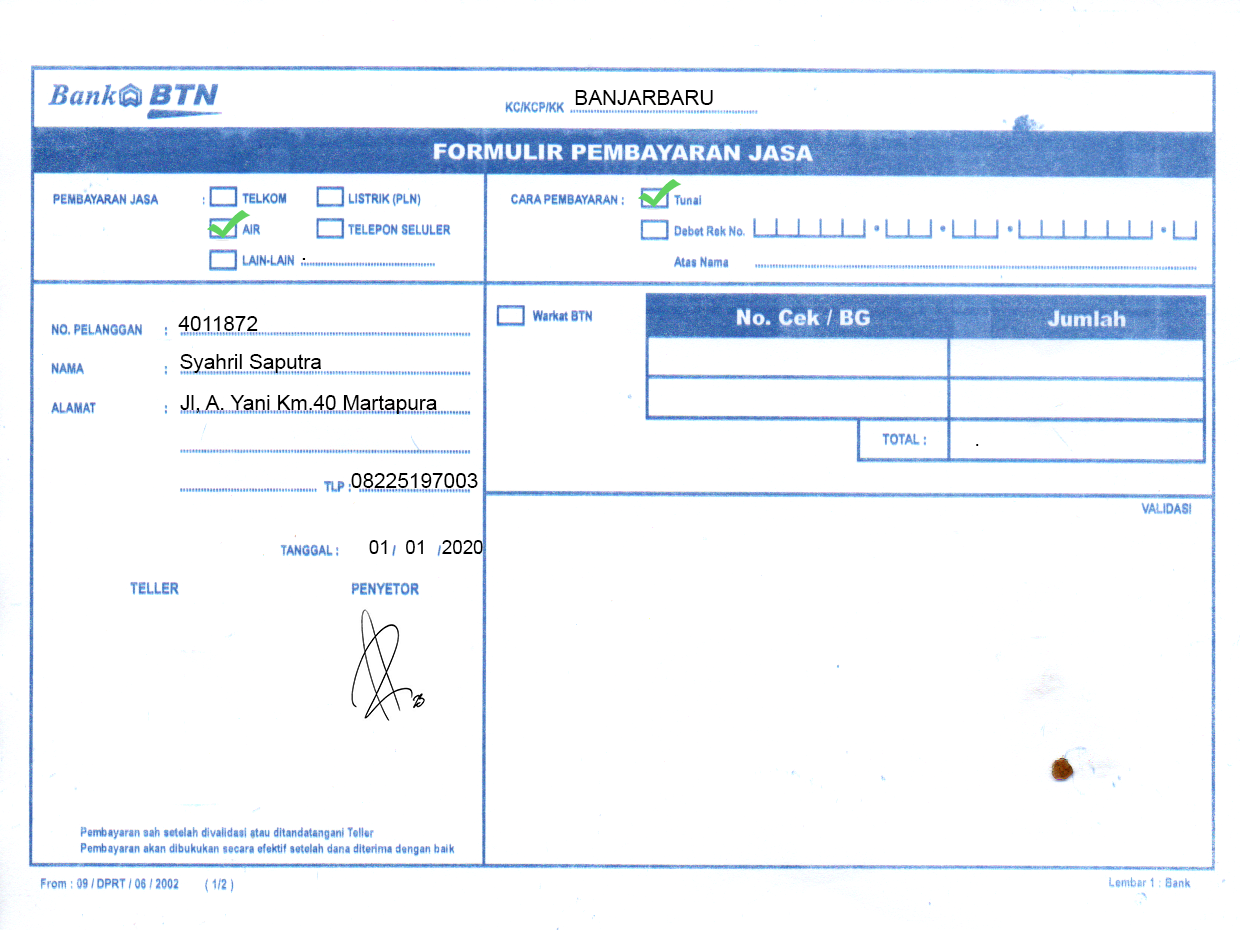 Bank BTN
KC/KCP/KK BANJARBARU
FORMULIR PEMBAYARAN JASA
PEMBAYARAN JASA : TELKOM LISTRIK (PLN)
AIR TELEPON SELULER
LAIN-LAIN
CARA PEMBAYARAN : Tunai
Debet Rek No.
Atas Nama
NO. PELANGGAN : 4011872
NAMA : Syahril Saputra
ALAMAT : Jl, A. Yani Km.40 Martapura
TLP : 08225197003
Warkat BTN
No. Cek / BG Jumlah
TOTAL :
VALIDASI
TANGGAL : 01 / 01 / 2020
TELLER PENYETOR
Pembayaran sah setelah divalidasi atau ditandatangani Teller
Pembayaran akan dibukukan secara efektif setelah dana diterima dengan baik
From : 09 / DPRT / 06 / 2002 ( 1/2 )
Lembar 1 : Bank